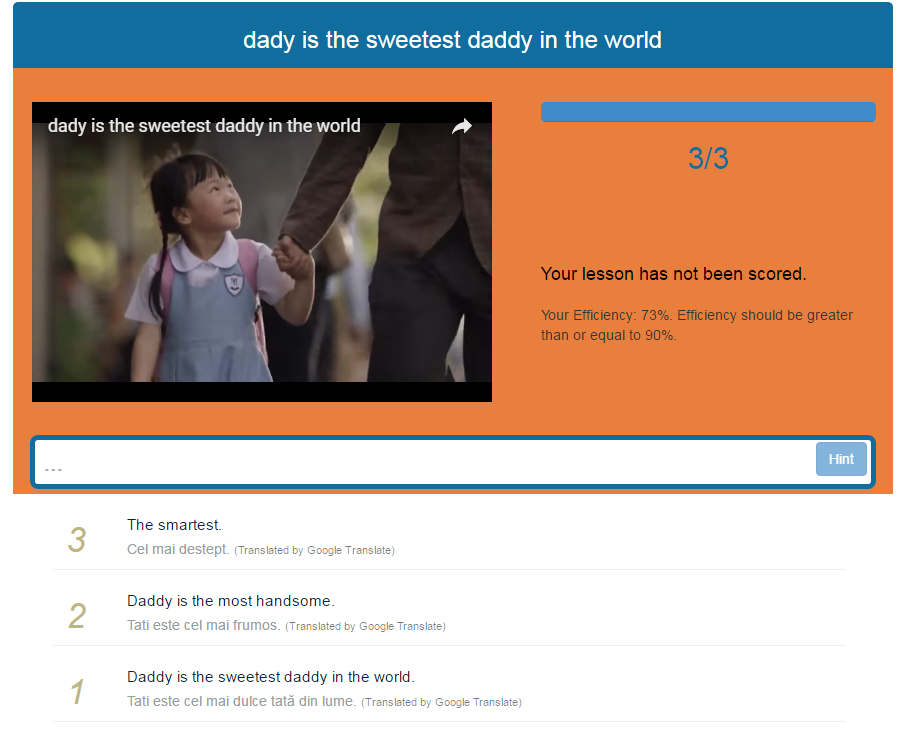 dady is the sweetest daddy in the world
dady is the sweetest daddy in the world
3/3
Your lesson has not been scored.
Your Efficiency: 73%. Efficiency should be greater
than or equal to 90%.
...
Hint
3
The smartest.
Cel mai destept. (Translated by Google Translate)
2
Daddy is the most handsome.
Tati este cel mai frumos. (Translated by Google Translate)
1
Daddy is the sweetest daddy in the world.
Tati este cel mai dulce tată din lume. (Translated by Google Translate)